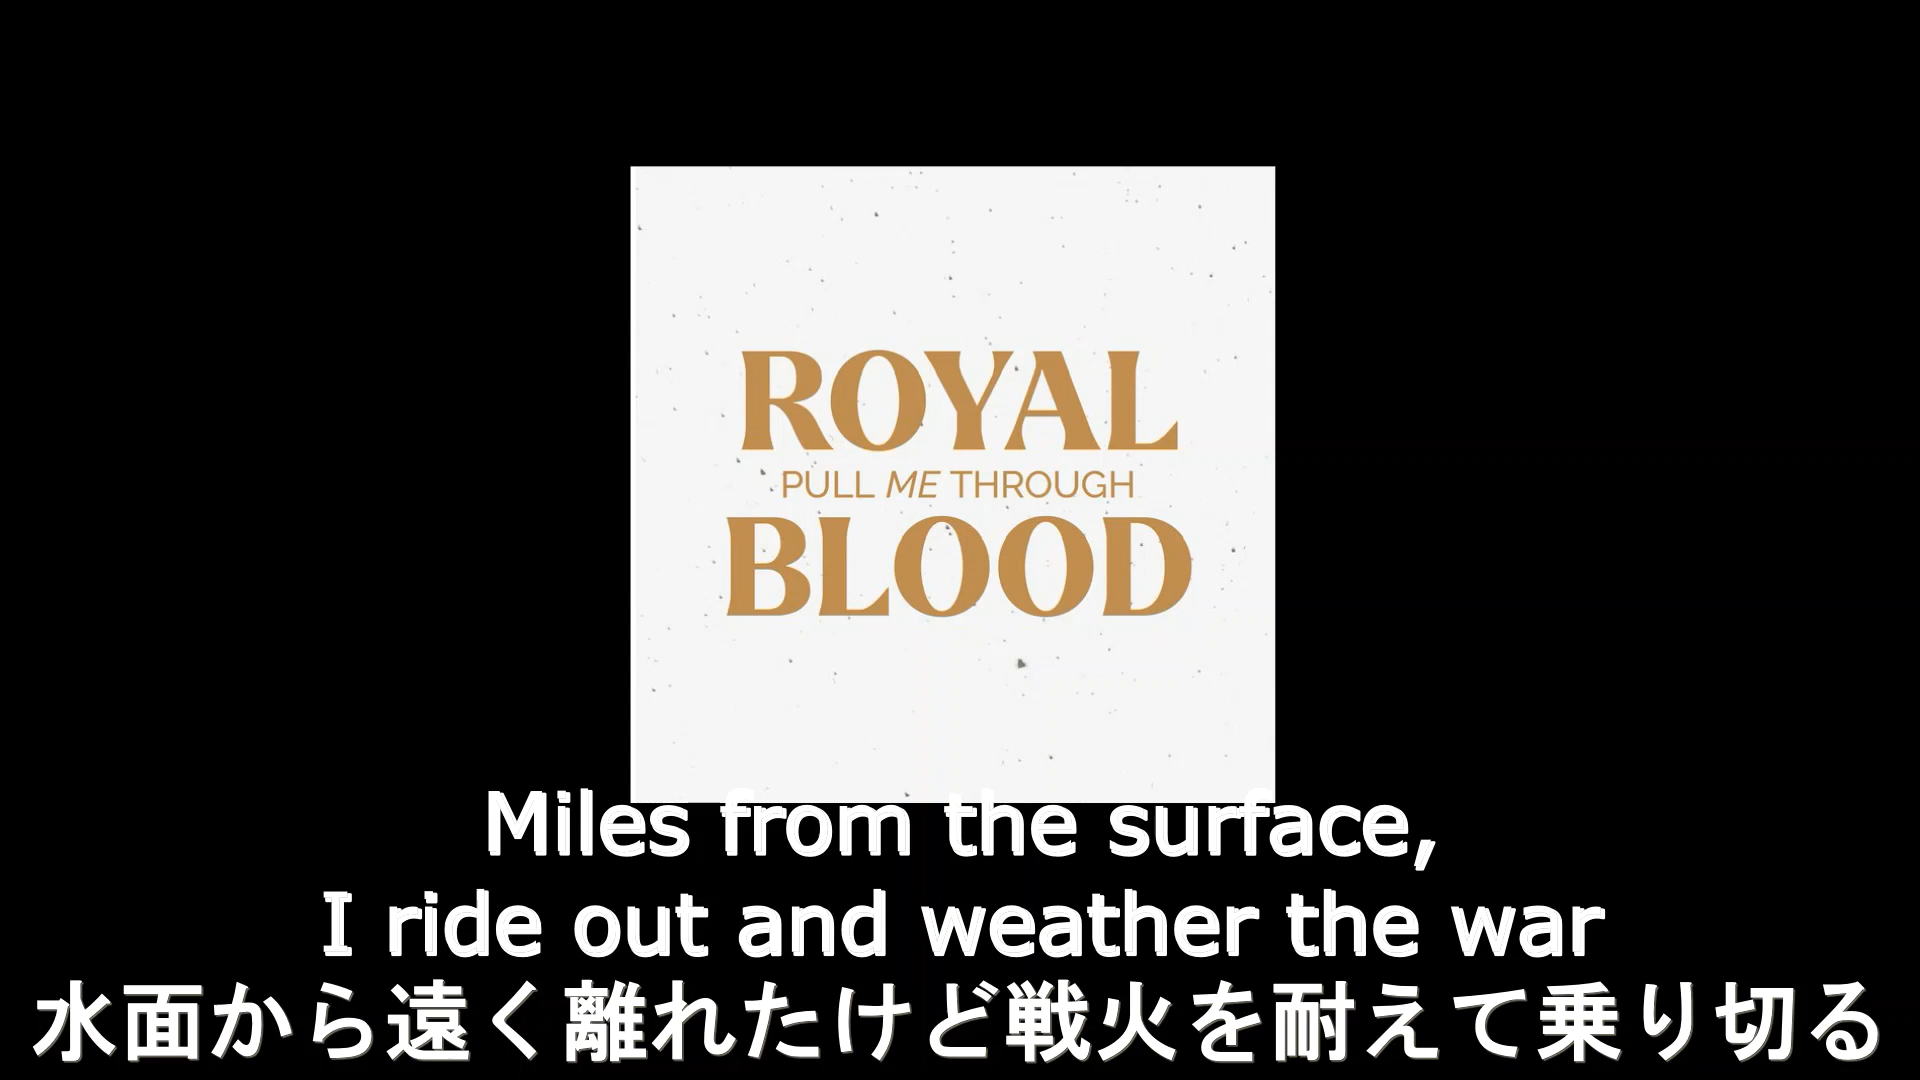 ROYAL
PULL ME THROUGH
BLOOD
Miles from the surface,
I ride out and weather the war
水面から遠く離れたけど戦火を耐えて乗り切る